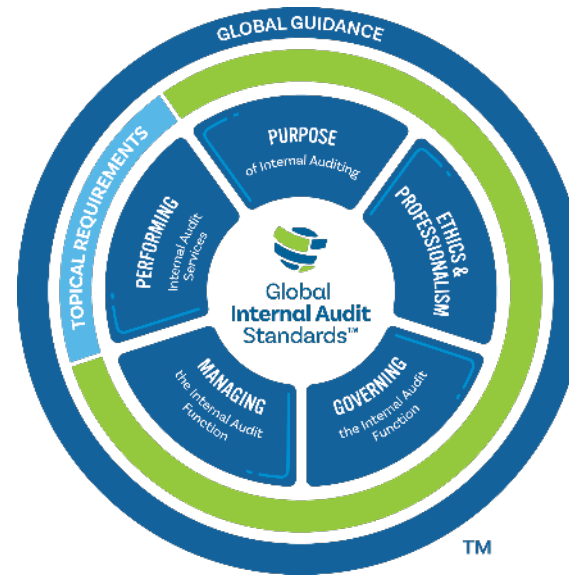 GLOBAL GUIDANCE
TOPICAL REQUIREMENTS
PURPOSE
of Internal Auditing
ETHICS &
PROFESSIONALISM
GOVERNING
the Internal Audit
Function
MANAGING
the Internal Audit
Function
PERFORMING
Internal Audit
Services
Global
Internal Audit
Standards™
TM